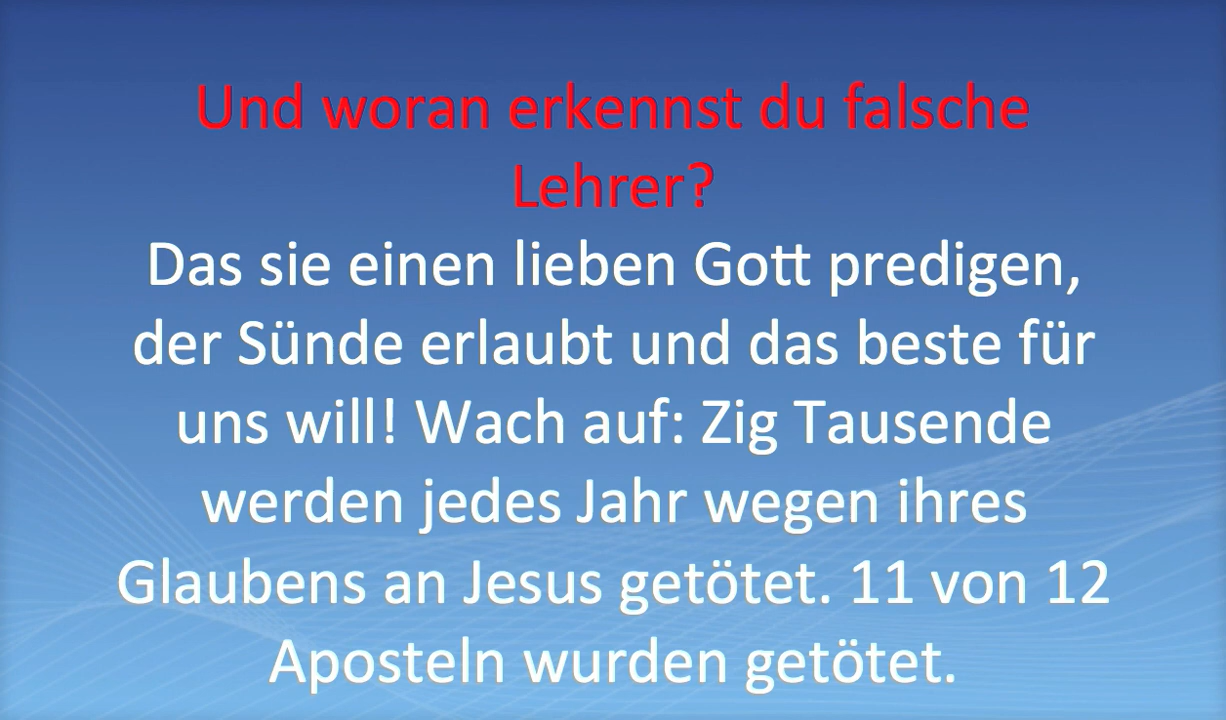 Und woran erkennst du falsche
Lehrer?
Das sie einen lieben Gott predigen,
der Sünde erlaubt und das beste für
uns will! Wach auf: Zig Tausende
werden jedes Jahr wegen ihres
Glaubens an Jesus getötet. 11 von 12
Aposteln wurden getötet.